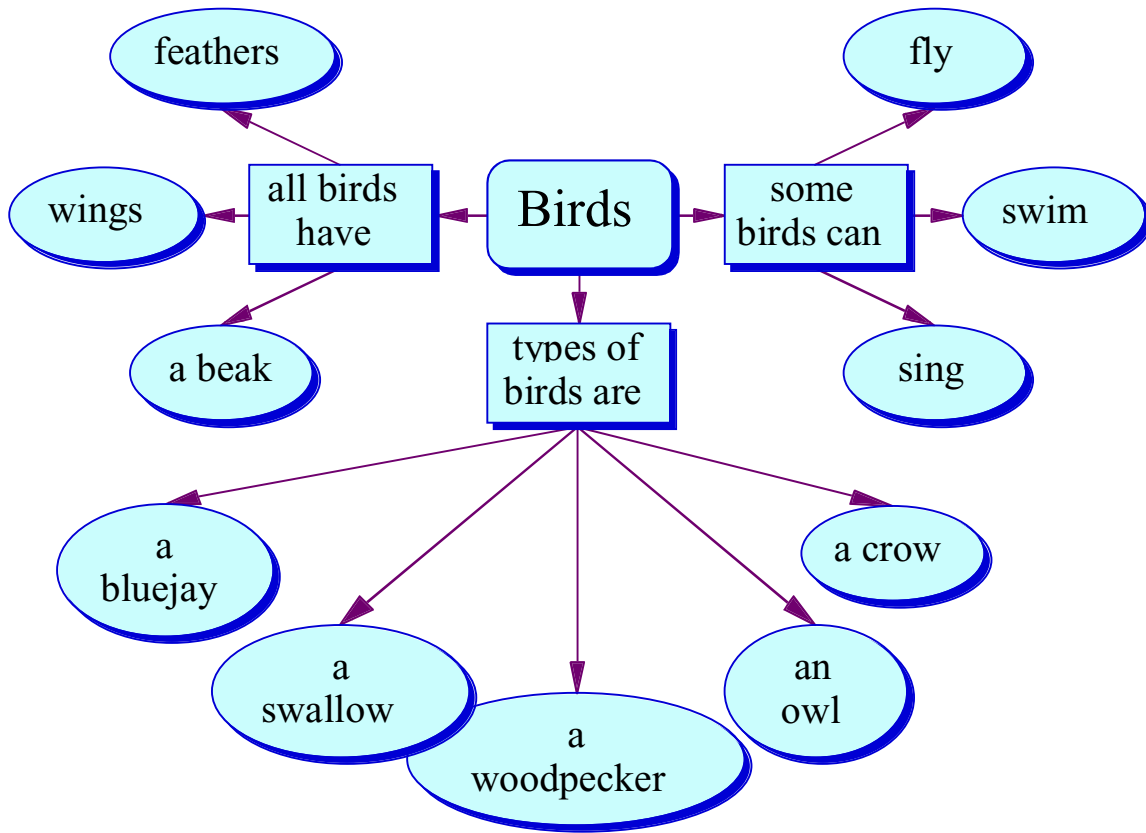 feathers
fly
all birds
have
Birds
some
birds can
wings
swim
a beak
types of
birds are
sing
a
bluejay
a crow
a
swallow
an
owl
a
woodpecker